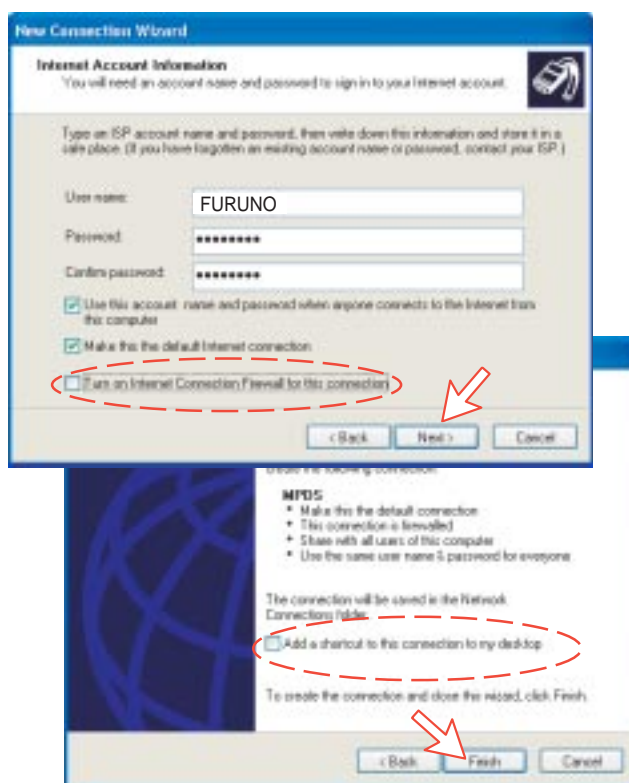 New Connection Wizard
Internet Account Information
You will need an account name and password to sign in to your Internet account.
Type an ISP account name and password, then write down this information and store it in a
safe place. (If you have forgotten an existing account name or password, contact your ISP.)
User name:
FURUNO
Password:
••••••••
Confirm password:
••••••••
Use this account name and password when anyone connects to the Internet from
this computer
Make this the default Internet connection
Turn on Internet Connection Firewall for this connection
< Back
Next >
Cancel
create the following connection:
MPDS
• Make this the default connection
• This connection is firewalled
• Share with all users of this computer
• Use the same user name & password for everyone
The connection will be saved in the Network
Connections folder.
Add a shortcut to this connection to my desktop
To create the connection and close this wizard, click Finish.
< Back
Finish
Cancel